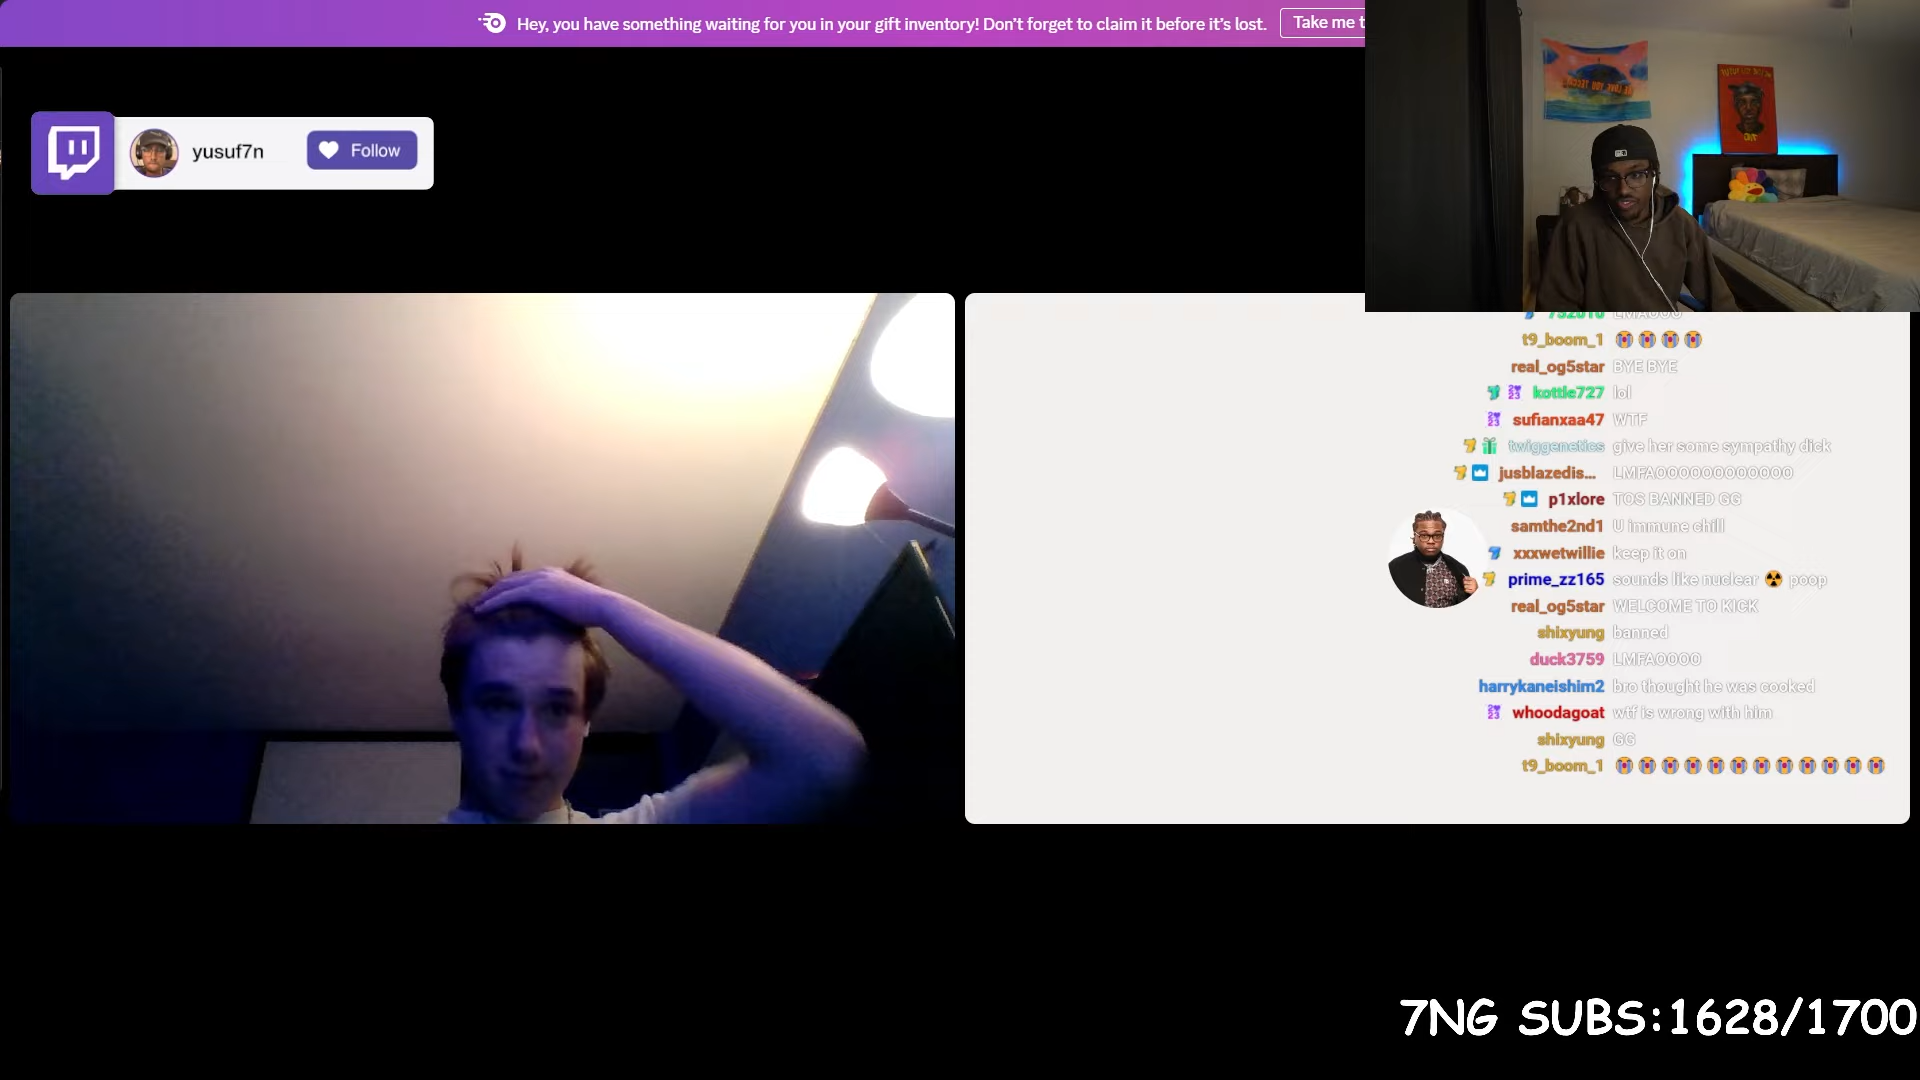 Hey, you have something waiting for you in your gift inventory! Don't forget to claim it before it's lost.
Take me t
yusuf7n
Follow
752010 LMAOOO
t9_boom_1 😭😭😭😭
real_og5star BYE BYE
kottle727 lol
sufianxaa47 WTF
twiggenetics give her some sympathy dick
jusblazedis... LMFAOOOOOOOOOOOO
p1xlore TOS BANNED GG
samthe2nd1 U immune chill
xxxwetwillie keep it on
prime_zz165 sounds like nuclear ☢️ poop
real_og5star WELCOME TO KICK
shixyung banned
duck3759 LMFAOOOO
harrykaneishim2 bro thought he was cooked
whoodagoat wtf is wrong with him
shixyung GG
t9_boom_1 😭😭😭😭😭😭😭😭😭😭😭😭
7NG SUBS:1628/1700